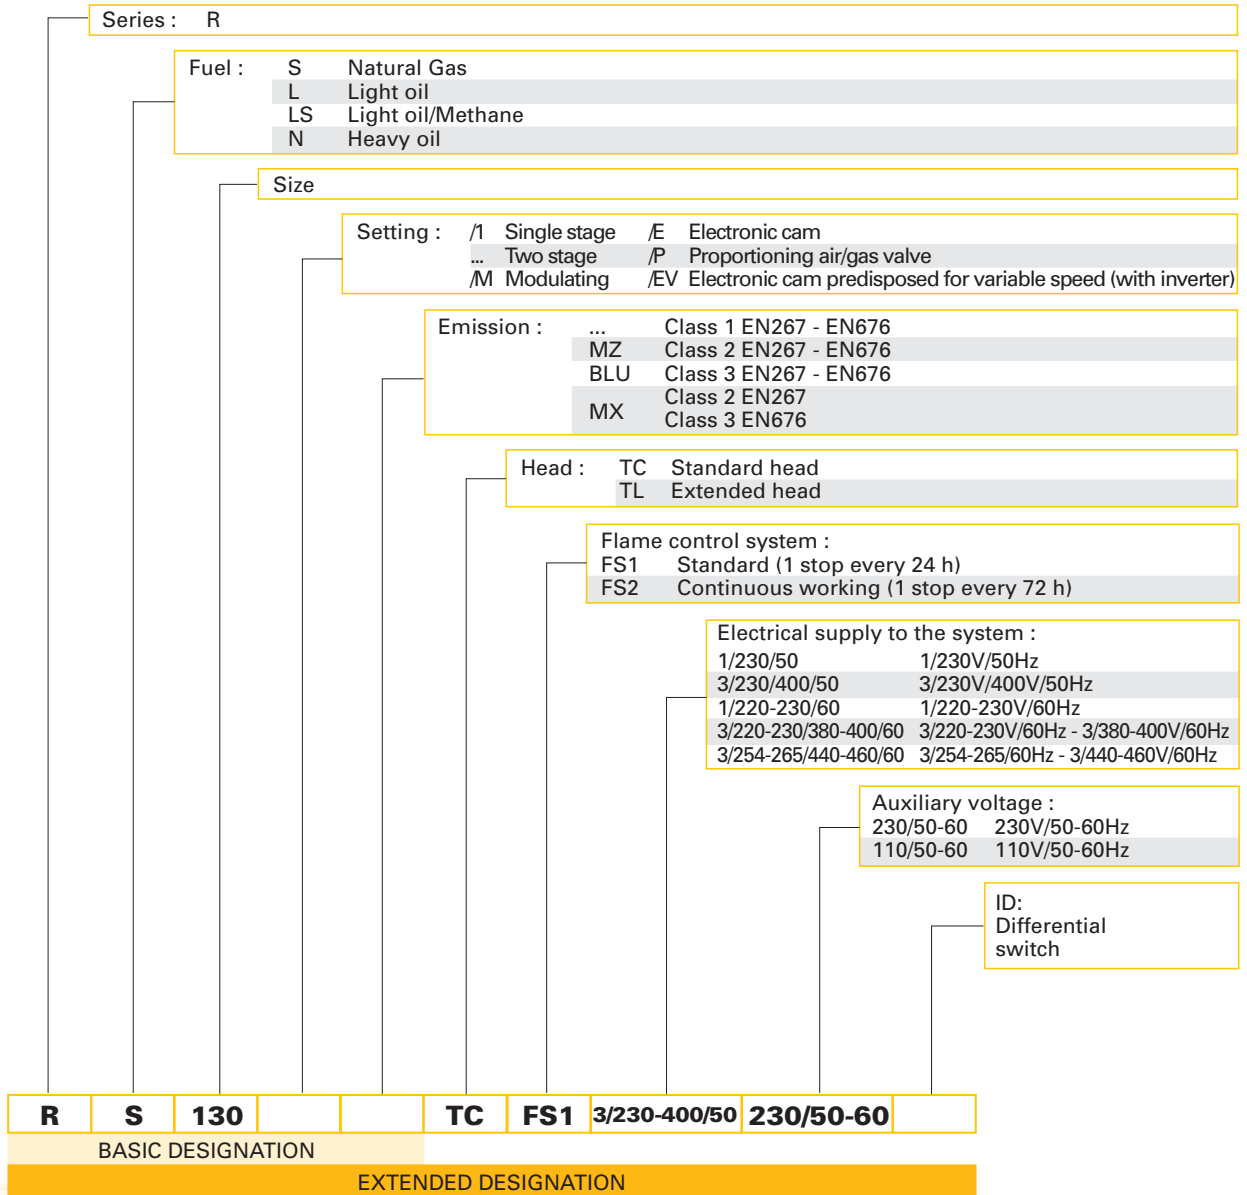 Series : R
Fuel : S Natural Gas
L Light oil
LS Light oil/Methane
N Heavy oil
Size
Setting : /1 Single stage /E Electronic cam
... Two stage /P Proportioning air/gas valve
/M Modulating /EV Electronic cam predisposed for variable speed (with inverter)
Emission : ... Class 1 EN267 - EN676
MZ Class 2 EN267 - EN676
BLU Class 3 EN267 - EN676
MX Class 2 EN267
Class 3 EN676
Head : TC Standard head
TL Extended head
Flame control system :
FS1 Standard (1 stop every 24 h)
FS2 Continuous working (1 stop every 72 h)
Electrical supply to the system :
1/230/50 1/230V/50Hz
3/230/400/50 3/230V/400V/50Hz
1/220-230/60 1/220-230V/60Hz
3/220-230/380-400/60 3/220-230V/60Hz - 3/380-400V/60Hz
3/254-265/440-460/60 3/254-265/60Hz - 3/440-460V/60Hz
Auxiliary voltage :
230/50-60 230V/50-60Hz
110/50-60 110V/50-60Hz
ID:
Differential
switch
R S 130 TC FS1 3/230-400/50 230/50-60
BASIC DESIGNATION
EXTENDED DESIGNATION